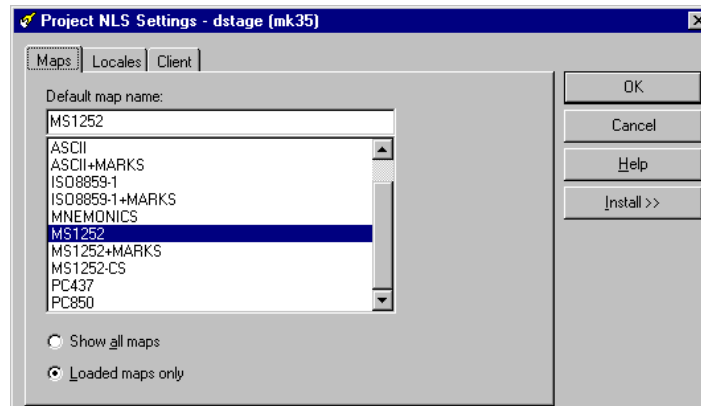 Project NLS Settings - dstage (mk35)
Maps Locales Client
Default map name:
MS1252
ASCII
ASCII+MARKS
ISO8859-1
ISO8859-1+MARKS
MNEMONICS
MS1252
MS1252+MARKS
MS1252-CS
PC437
PC850
Show all maps
Loaded maps only
OK
Cancel
Help
Install >>